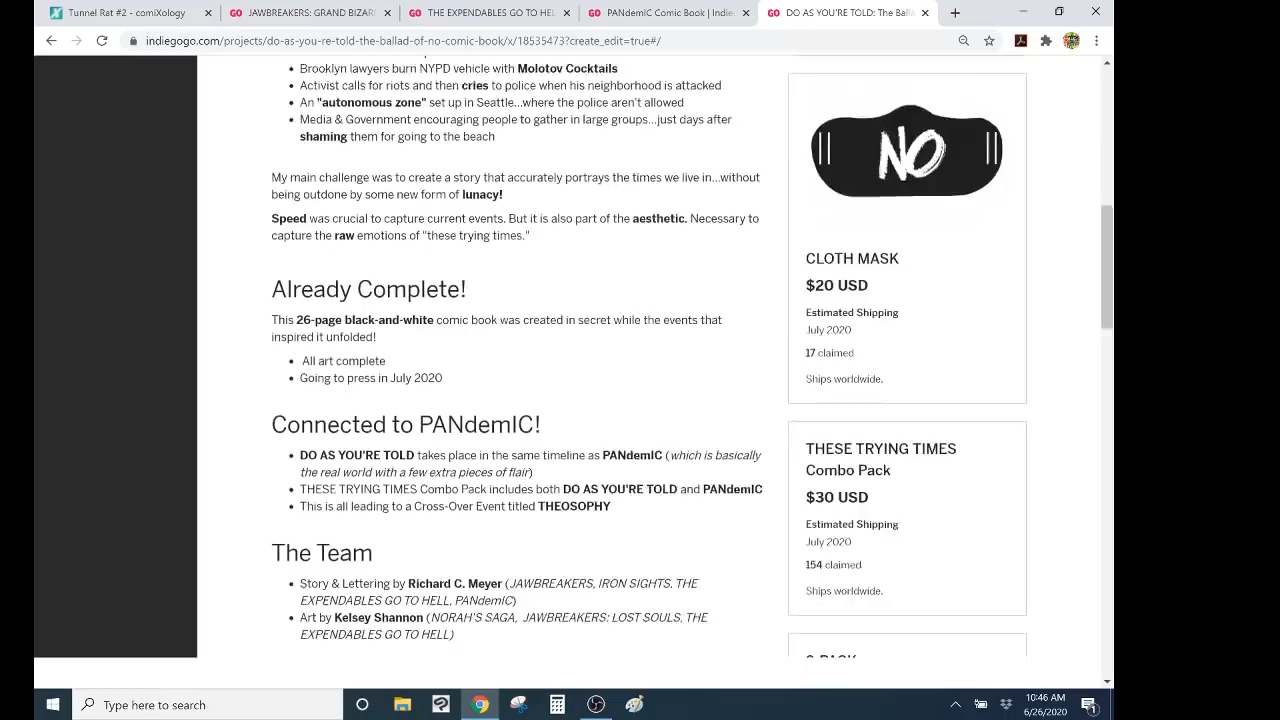 Tunnel Rat #2 - comiXology
GO JAWBREAKERS: GRAND BIZAR
GO THE EXPENDABLES GO TO HEL
GO PANdemIC Comic Book | Indie
GO DO AS YOU'RE TOLD: The Balla
indiegogo.com/projects/do-as-you-re-told-the-ballad-of-no-comic-book/x/18535473?create_edit=true#/
• Brooklyn lawyers burn NYPD vehicle with Molotov Cocktails
• Activist calls for riots and then cries to police when his neighborhood is attacked
• An "autonomous zone" set up in Seattle...where the police aren't allowed
• Media & Government encouraging people to gather in large groups...just days after
shaming them for going to the beach
My main challenge was to create a story that accurately portrays the times we live in...without
being outdone by some new form of lunacy!
Speed was crucial to capture current events. But it is also part of the aesthetic. Necessary to
capture the raw emotions of "these trying times."
Already Complete!
This 26-page black-and-white comic book was created in secret while the events that
inspired it unfolded!
• All art complete
• Going to press in July 2020
Connected to PANdemIC!
• DO AS YOU'RE TOLD takes place in the same timeline as PANdemIC (which is basically
the real world with a few extra pieces of flair)
• THESE TRYING TIMES Combo Pack includes both DO AS YOU'RE TOLD and PANdemIC
• This is all leading to a Cross-Over Event titled THEOSOPHY
The Team
• Story & Lettering by Richard C. Meyer (JAWBREAKERS, IRON SIGHTS. THE
EXPENDABLES GO TO HELL, PANdemIC)
• Art by Kelsey Shannon (NORAH'S SAGA, JAWBREAKERS: LOST SOULS, THE
EXPENDABLES GO TO HELL)
NO
CLOTH MASK
$20 USD
Estimated Shipping
July 2020
17 claimed
Ships worldwide.
THESE TRYING TIMES
Combo Pack
$30 USD
Estimated Shipping
July 2020
154 claimed
Ships worldwide.
Type here to search
10:46 AM
6/26/2020
1